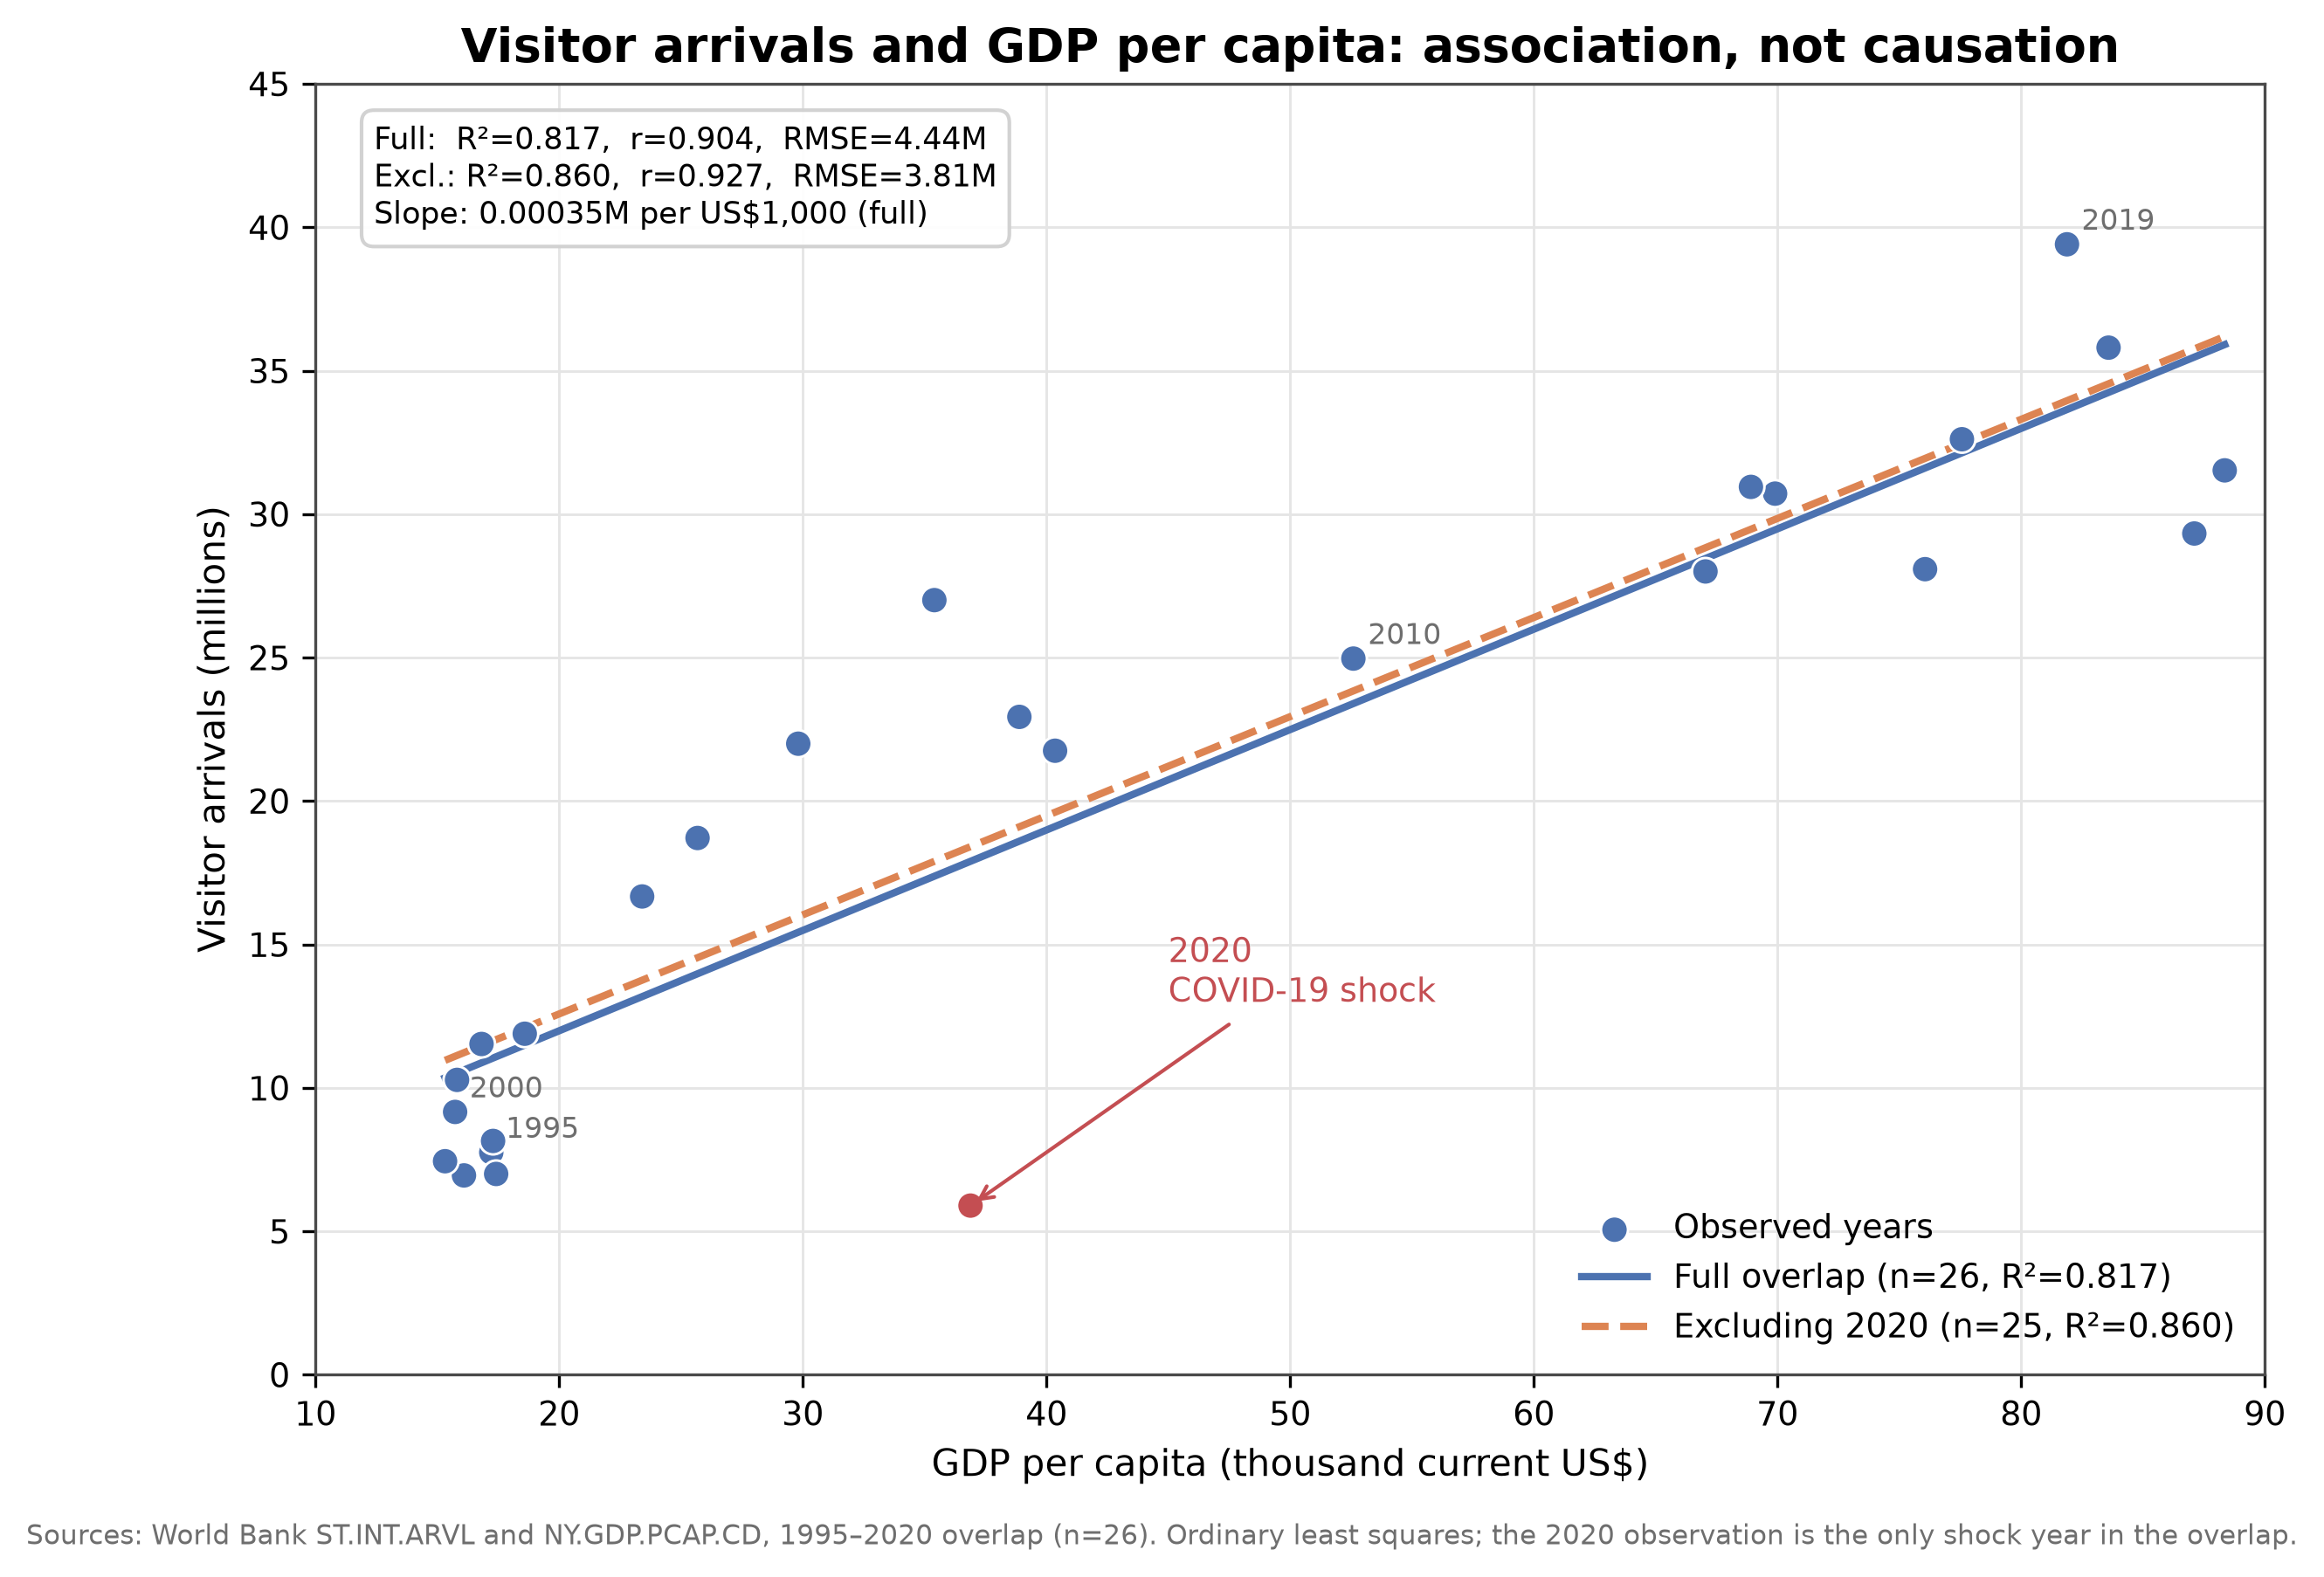 Visitor arrivals and GDP per capita: association, not causation
45
40
35
30
25
20
15
10
5
0
Visitor arrivals (millions)
Full:  R²=0.817,  r=0.904,  RMSE=4.44M
Excl.: R²=0.860,  r=0.927,  RMSE=3.81M
Slope: 0.00035M per US$1,000 (full)
2019
2010
2000
1995
2020
COVID-19 shock
Observed years
Full overlap (n=26, R²=0.817)
Excluding 2020 (n=25, R²=0.860)
10 20 30 40 50 60 70 80 90
GDP per capita (thousand current US$)
Sources: World Bank ST.INT.ARVL and NY.GDP.PCAP.CD, 1995–2020 overlap (n=26). Ordinary least squares; the 2020 observation is the only shock year in the overlap.